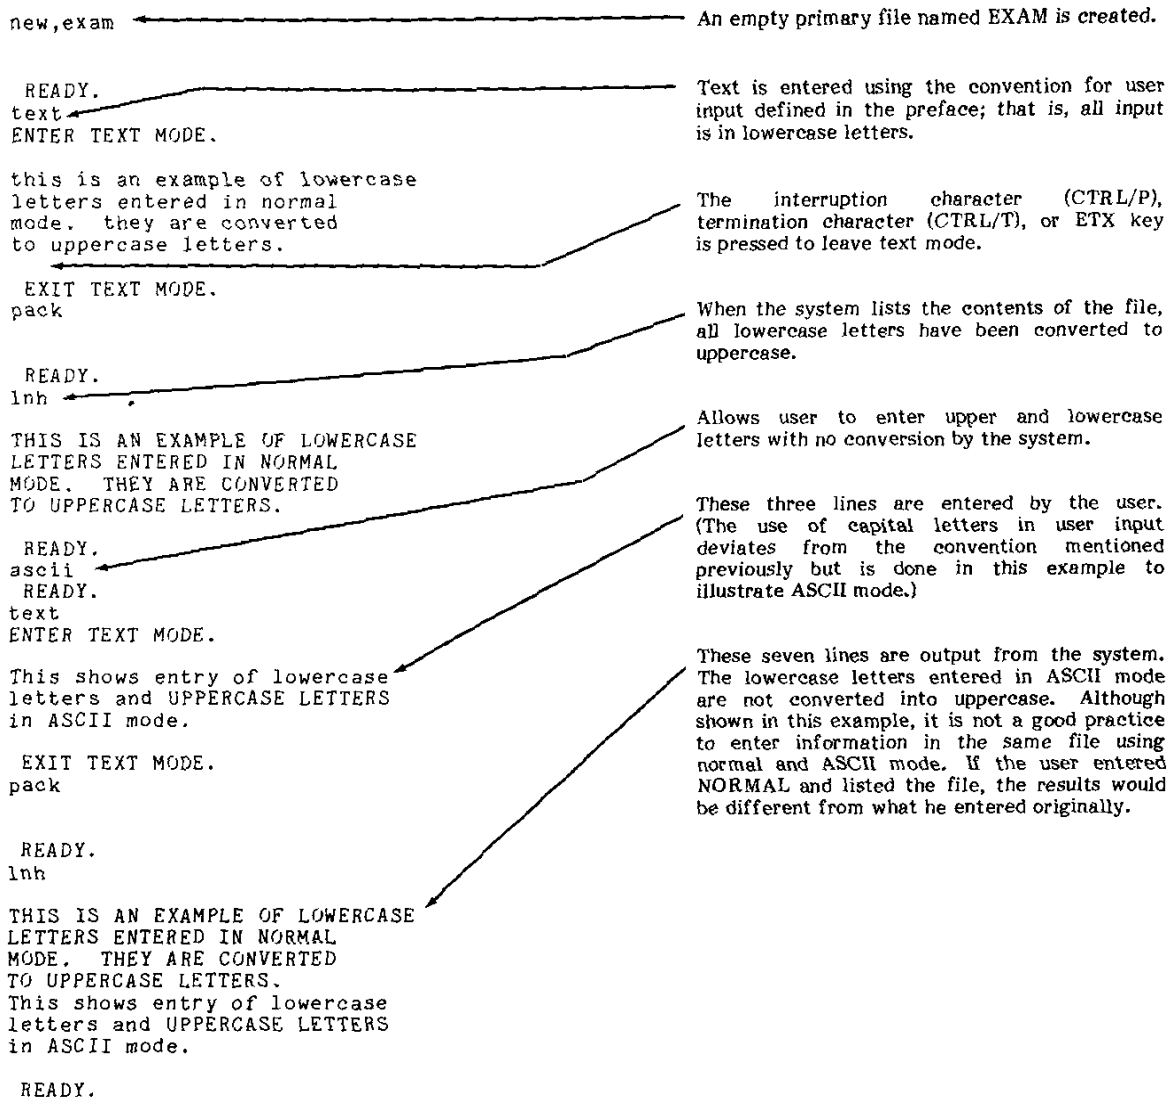 new,exam
An empty primary file named EXAM is created.
READY.
text
ENTER TEXT MODE.
Text is entered using the convention for user
input defined in the preface; that is, all input
is in lowercase letters.
this is an example of lowercase
letters entered in normal
mode. they are converted
to uppercase letters.
The interruption character (CTRL/P),
termination character (CTRL/T), or ETX key
is pressed to leave text mode.
EXIT TEXT MODE.
pack
READY.
lnh
When the system lists the contents of the file,
all lowercase letters have been converted to
uppercase.
THIS IS AN EXAMPLE OF LOWERCASE
LETTERS ENTERED IN NORMAL
MODE. THEY ARE CONVERTED
TO UPPERCASE LETTERS.
READY.
ascii
Allows user to enter upper and lowercase
letters with no conversion by the system.
READY.
text
ENTER TEXT MODE.
This shows entry of lowercase
letters and UPPERCASE LETTERS
in ASCII mode.
These three lines are entered by the user.
(The use of capital letters in user input
deviates from the convention mentioned
previously but is done in this example to
illustrate ASCII mode.)
EXIT TEXT MODE.
pack
READY.
lnh
THIS IS AN EXAMPLE OF LOWERCASE
LETTERS ENTERED IN NORMAL
MODE. THEY ARE CONVERTED
TO UPPERCASE LETTERS.
This shows entry of lowercase
letters and UPPERCASE LETTERS
in ASCII mode.
These seven lines are output from the system.
The lowercase letters entered in ASCII mode
are not converted into uppercase. Although
shown in this example, it is not a good practice
to enter information in the same file using
normal and ASCII mode. If the user entered
NORMAL and listed the file, the results would
be different from what he entered originally.
READY.